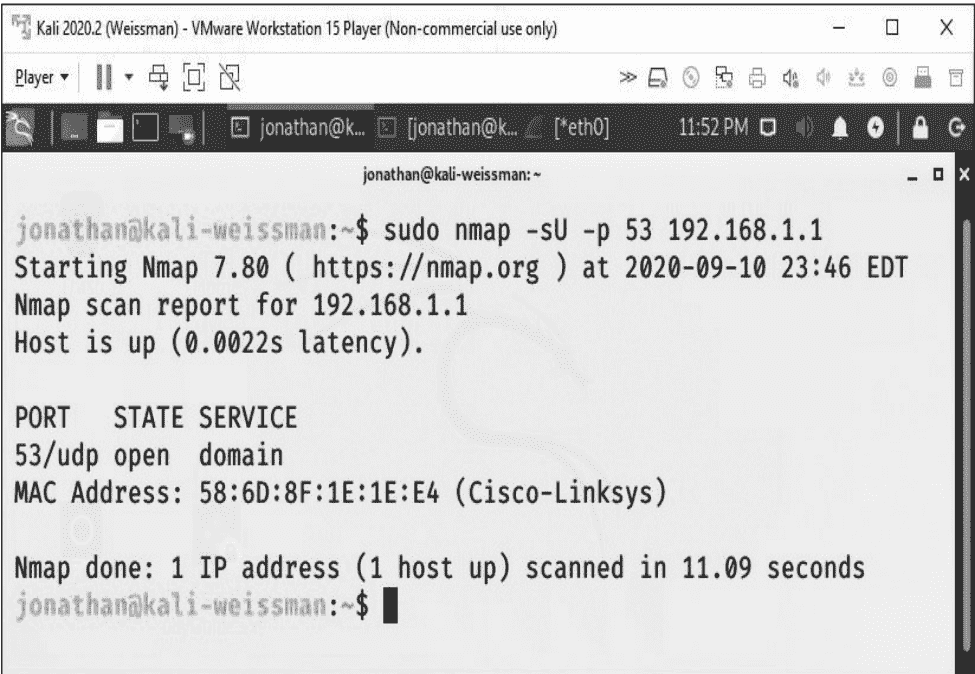 Kali 2020.2 (Weissman) - VMware Workstation 15 Player (Non-commercial use only)
Player
jonathan@k... [jonathan@k... [*eth0] 11:52 PM
jonathan@kali-weissman: ~
jonathan@kali-weissman:~$ sudo nmap -sU -p 53 192.168.1.1
Starting Nmap 7.80 ( https://nmap.org ) at 2020-09-10 23:46 EDT
Nmap scan report for 192.168.1.1
Host is up (0.0022s latency).
PORT   STATE SERVICE
53/udp open  domain
MAC Address: 58:6D:8F:1E:1E:E4 (Cisco-Linksys)
Nmap done: 1 IP address (1 host up) scanned in 11.09 seconds
jonathan@kali-weissman:~$